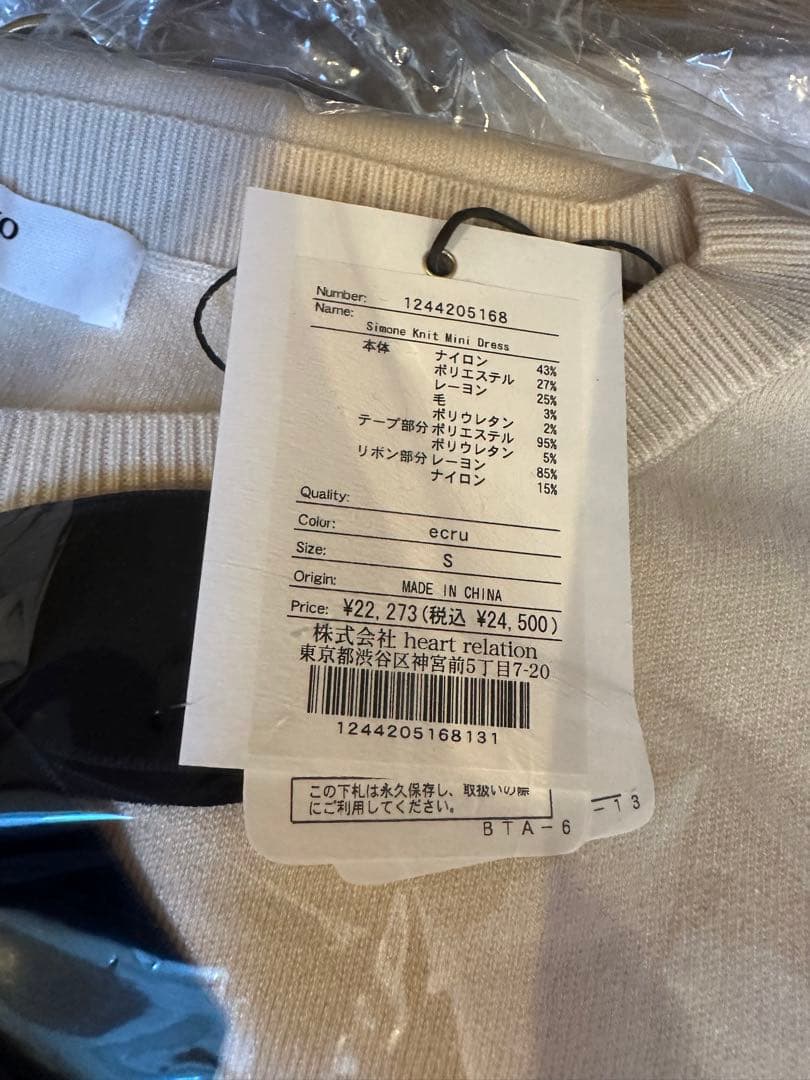 Number: 1244205168
Name: Simone Knit Mini Dress
本体 ナイロン 43%
ポリエステル 27%
レーヨン 25%
毛 3%
ポリウレタン 2%
テープ部分 ポリエステル 95%
ポリウレタン 5%
リボン部分 レーヨン 85%
ナイロン 15%
Quality:
Color: ecru
Size: S
Origin: MADE IN CHINA
Price: ¥22,273(税込 ¥24,500)
株式会社 heart relation
東京都渋谷区神宮前5丁目7-20
1244205168131
この下札は永久保存し、取扱いの際
にご利用してください。
BTA-6
-13